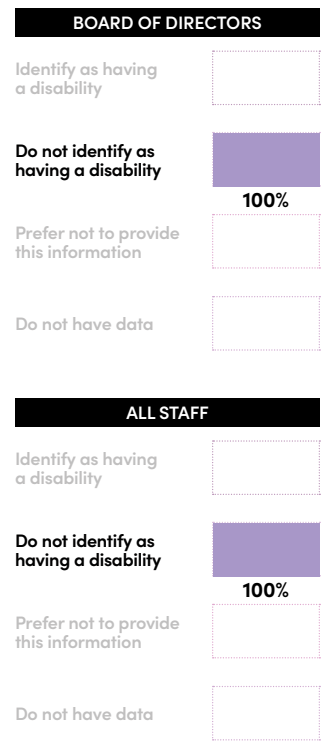 BOARD OF DIRECTORS
Identify as having
a disability
Do not identify as
having a disability
100%
Prefer not to provide
this information
Do not have data
ALL STAFF
Identify as having
a disability
Do not identify as
having a disability
100%
Prefer not to provide
this information
Do not have data